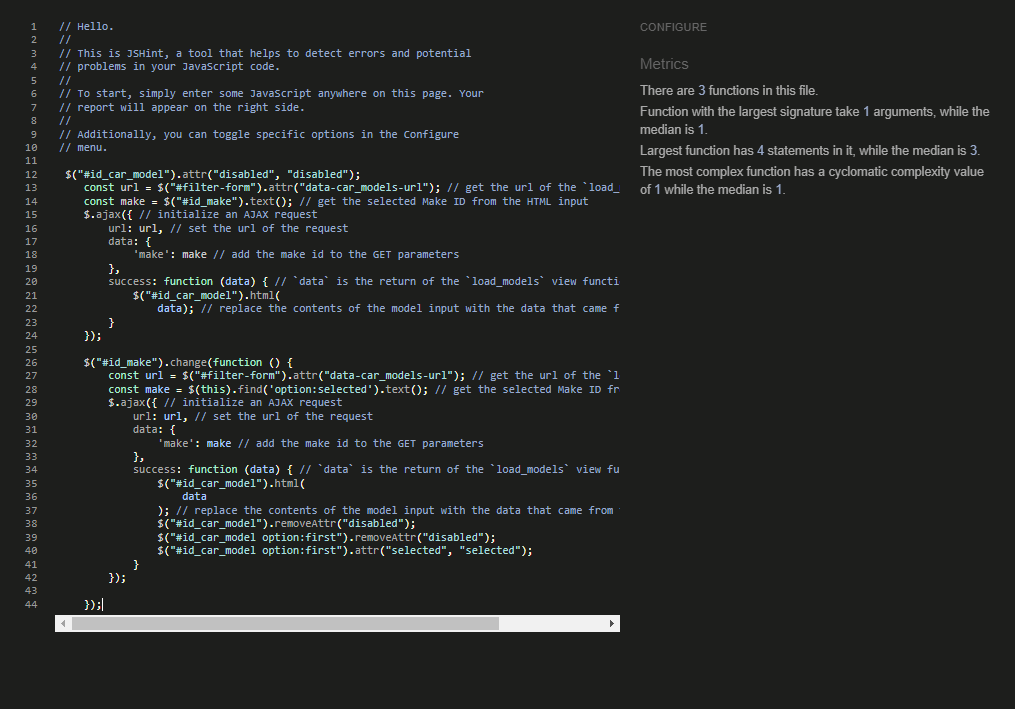 1 // Hello.
2 //
3 // This is JSHint, a tool that helps to detect errors and potential
4 // problems in your JavaScript code.
5 //
6 // To start, simply enter some JavaScript anywhere on this page. Your
7 // report will appear on the right side.
8 //
9 // Additionally, you can toggle specific options in the Configure
10 // menu.
11
12 $("#id_car_model").attr("disabled", "disabled");
13 const url = $("#filter-form").attr("data-car_models-url"); // get the url of the `load_
14 const make = $("#id_make").text(); // get the selected Make ID from the HTML input
15 $.ajax({ // initialize an AJAX request
16 url: url, // set the url of the request
17 data: {
18 'make': make // add the make id to the GET parameters
19 },
20 success: function (data) { // `data` is the return of the `load_models` view functi
21 $("#id_car_model").html(
22 data); // replace the contents of the model input with the data that came f
23 }
24 });
25
26 $("#id_make").change(function () {
27 const url = $("#filter-form").attr("data-car_models-url"); // get the url of the `l
28 const make = $(this).find('option:selected').text(); // get the selected Make ID fr
29 $.ajax({ // initialize an AJAX request
30 url: url, // set the url of the request
31 data: {
32 'make': make // add the make id to the GET parameters
33 },
34 success: function (data) { // `data` is the return of the `load_models` view fu
35 $("#id_car_model").html(
36 data
37 ); // replace the contents of the model input with the data that came from
38 $("#id_car_model").removeAttr("disabled");
39 $("#id_car_model option:first").removeAttr("disabled");
40 $("#id_car_model option:first").attr("selected", "selected");
41 }
42 });
43
44 });
CONFIGURE
Metrics
There are 3 functions in this file.
Function with the largest signature take 1 arguments, while the
median is 1.
Largest function has 4 statements in it, while the median is 3.
The most complex function has a cyclomatic complexity value
of 1 while the median is 1.